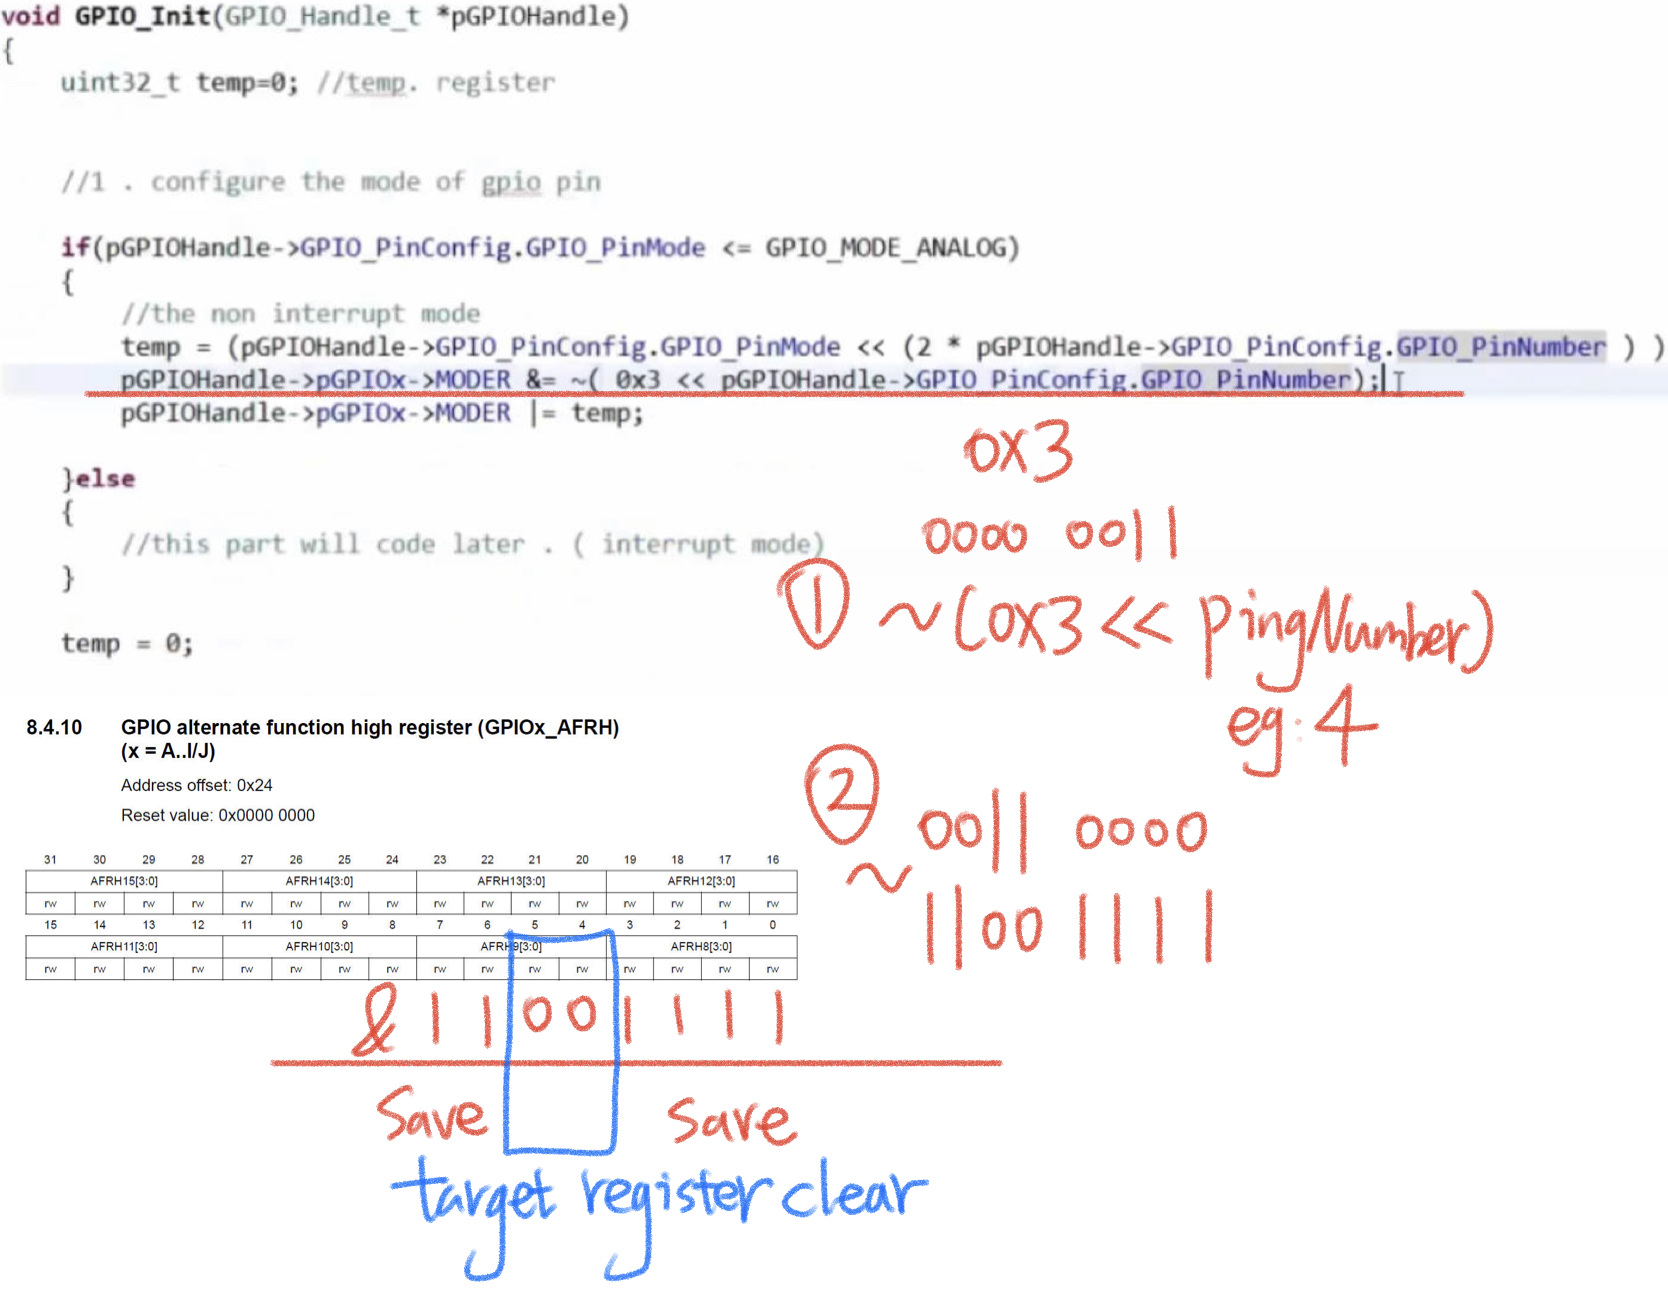 void GPIO_Init(GPIO_Handle_t *pGPIOHandle)
{
uint32_t temp=0; //temp. register
//1 . configure the mode of gpio pin
if(pGPIOHandle->GPIO_PinConfig.GPIO_PinMode <= GPIO_MODE_ANALOG)
{
//the non interrupt mode
temp = (pGPIOHandle->GPIO_PinConfig.GPIO_PinMode << (2 * pGPIOHandle->GPIO_PinConfig.GPIO_PinNumber ) )
pGPIOHandle->pGPIOx->MODER &= ~( 0x3 << pGPIOHandle->GPIO_PinConfig.GPIO_PinNumber);
pGPIOHandle->pGPIOx->MODER |= temp;
0x3
}else
{
0000 0011
//this part will code later . ( interrupt mode)
}
① ~(0x3 << PingNumber)
temp = 0;
eg: 4
8.4.10 GPIO alternate function high register (GPIOx_AFRH)
(x = A..I/J)
Address offset: 0x24
Reset value: 0x0000 0000
② 0011 0000
~ 1100 1111
31 30 29 28 27 26 25 24 23 22 21 20 19 18 17 16
AFRH15[3:0] AFRH14[3:0] AFRH13[3:0] AFRH12[3:0]
rw rw rw rw rw rw rw rw rw rw rw rw rw rw rw rw
15 14 13 12 11 10 9 8 7 6 5 4 3 2 1 0
AFRH11[3:0] AFRH10[3:0] AFRH9[3:0] AFRH8[3:0]
rw rw rw rw rw rw rw rw rw rw rw rw rw rw rw rw
& 1 1 0 0 1 1 1 1
Save Save
target register clear